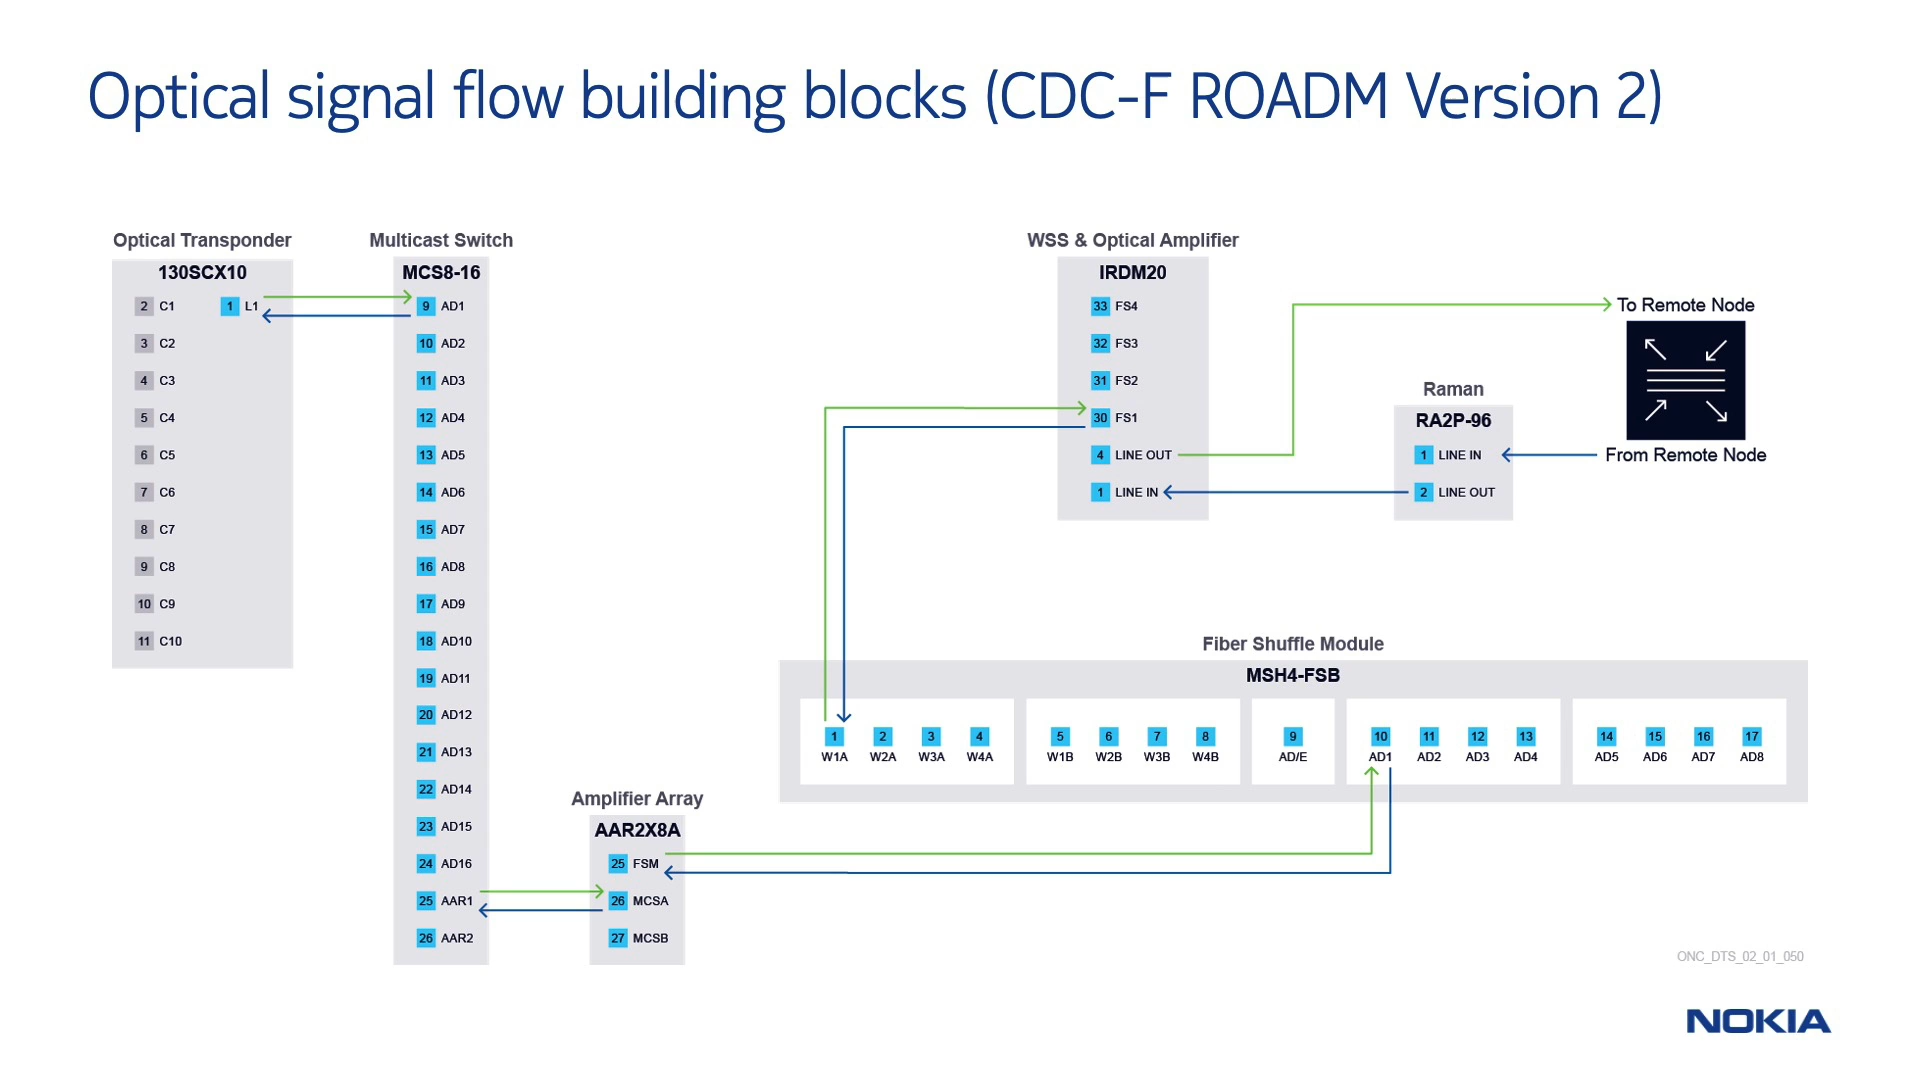 Optical signal flow building blocks (CDC-F ROADM Version 2)
Optical Transponder
130SCX10
2 C1 1 L1
3 C2
4 C3
5 C4
6 C5
7 C6
8 C7
9 C8
10 C9
11 C10
Multicast Switch
MCS8-16
9 AD1
10 AD2
11 AD3
12 AD4
13 AD5
14 AD6
15 AD7
16 AD8
17 AD9
18 AD10
19 AD11
20 AD12
21 AD13
22 AD14
23 AD15
24 AD16
25 AAR1
26 AAR2
Amplifier Array
AAR2X8A
25 FSM
26 MCSA
27 MCSB
WSS & Optical Amplifier
IRDM20
33 FS4
32 FS3
31 FS2
30 FS1
4 LINE OUT
1 LINE IN
Raman
RA2P-96
1 LINE IN
2 LINE OUT
To Remote Node
From Remote Node
Fiber Shuffle Module
MSH4-FSB
1 2 3 4 5 6 7 8 9 10 11 12 13 14 15 16 17
W1A W2A W3A W4A W1B W2B W3B W4B AD/E AD1 AD2 AD3 AD4 AD5 AD6 AD7 AD8
ONC_DTS_02_01_050
NOKIA